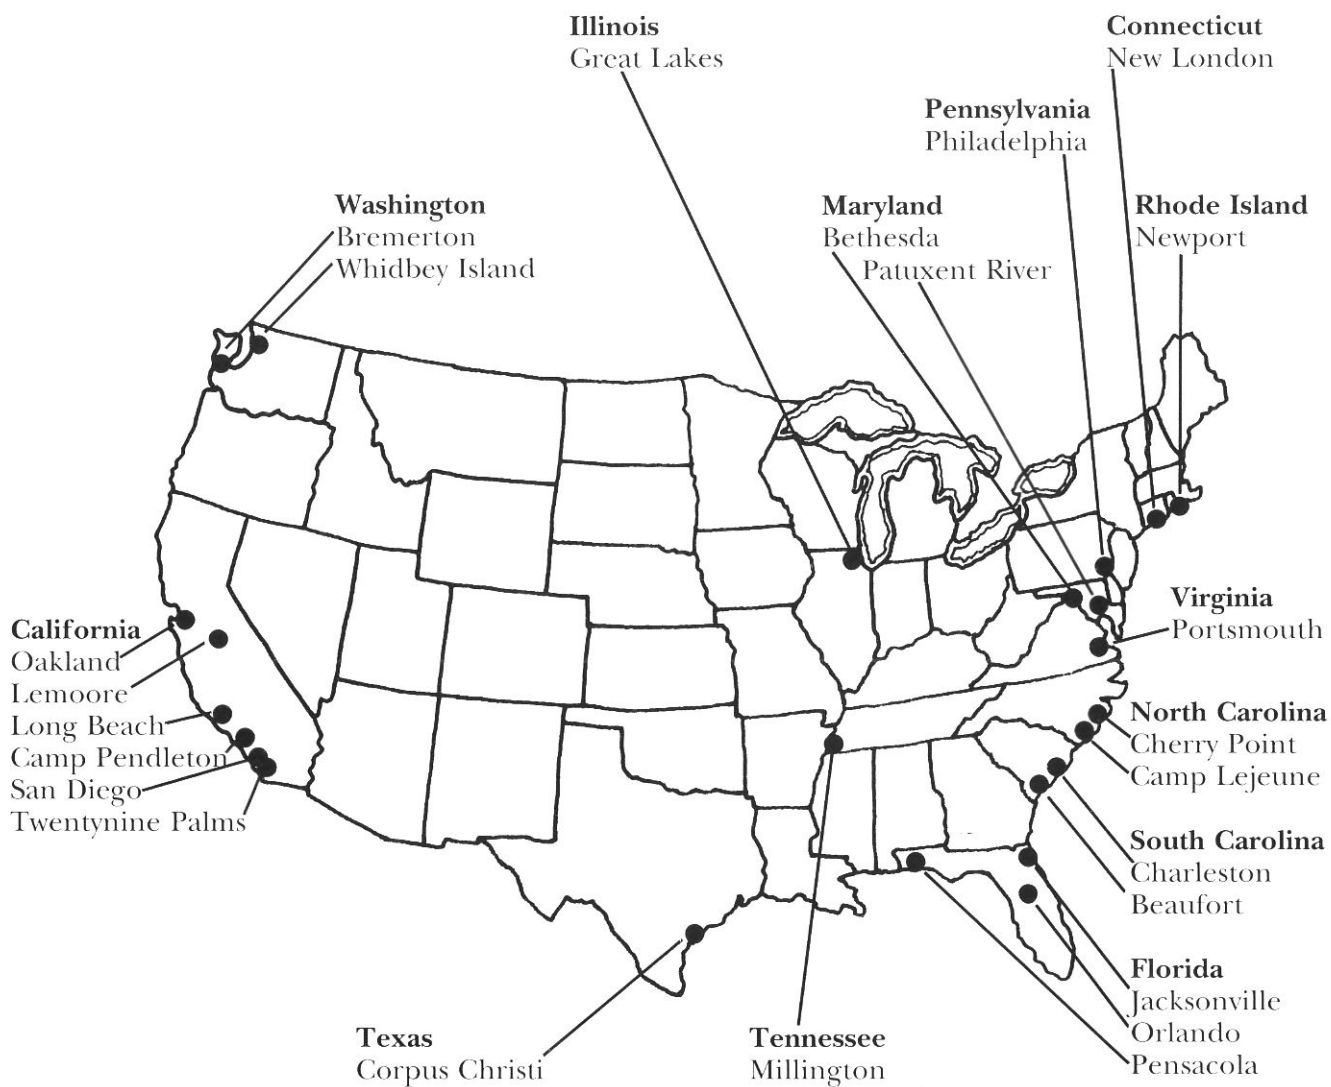 Illinois
Great Lakes
Connecticut
New London
Pennsylvania
Philadelphia
Washington
Bremerton
Whidbey Island
Maryland
Bethesda
Patuxent River
Rhode Island
Newport
California
Oakland
Lemoore
Long Beach
Camp Pendleton
San Diego
Twentynine Palms
Virginia
Portsmouth
North Carolina
Cherry Point
Camp Lejeune
South Carolina
Charleston
Beaufort
Florida
Jacksonville
Orlando
Pensacola
Texas
Corpus Christi
Tennessee
Millington